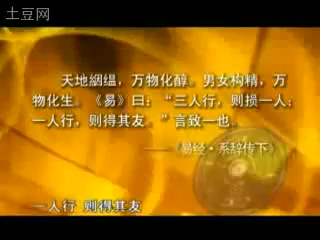 土豆网
天地絪缊，万物化醇。男女构精，万
物化生。《易》曰：“三人行，则损一人；
一人行，则得其友。”言致一也。
——《易经·系辞传下》
一人行 则得其友